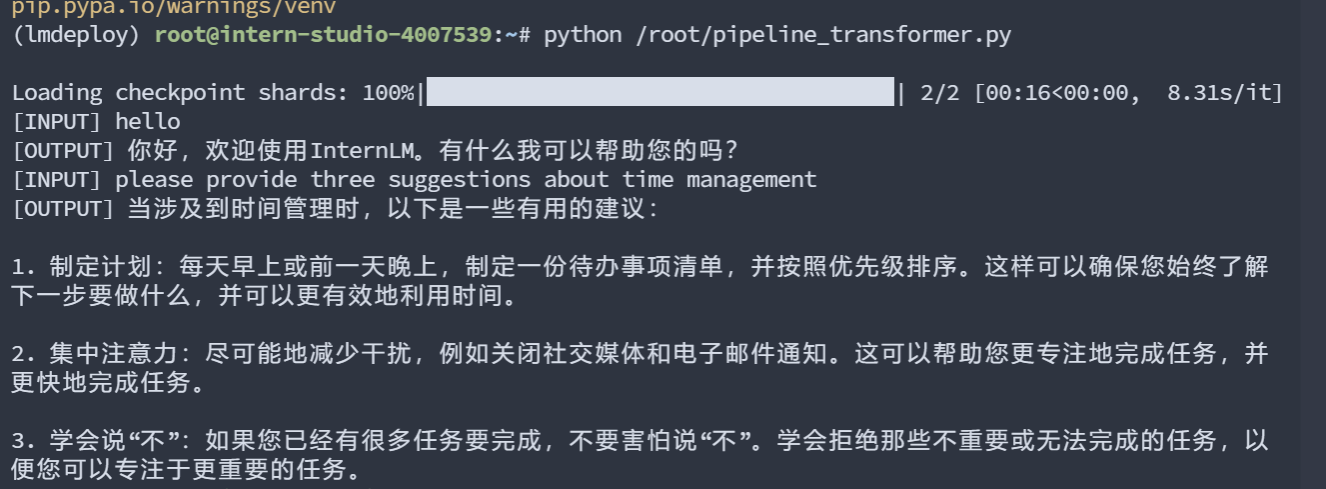 pip.pypa.io/warnings/venv
(lmdeploy) root@intern-studio-4007539:~# python /root/pipeline_transformer.py
Loading checkpoint shards: 100%| | 2/2 [00:16<00:00, 8.31s/it]
[INPUT] hello
[OUTPUT] 你好，欢迎使用InternLM。有什么我可以帮助您的吗？
[INPUT] please provide three suggestions about time management
[OUTPUT] 当涉及到时间管理时，以下是一些有用的建议：
1. 制定计划：每天早上或前一天晚上，制定一份待办事项清单，并按照优先级排序。这样可以确保您始终了解
下一步要做什么，并可以更有效地利用时间。
2. 集中注意力：尽可能地减少干扰，例如关闭社交媒体和电子邮件通知。这可以帮助您更专注地完成任务，并
更快地完成任务。
3. 学会说“不”：如果您已经有很多任务要完成，不要害怕说“不”。学会拒绝那些不重要或无法完成的任务，以
便您可以专注于更重要的任务。